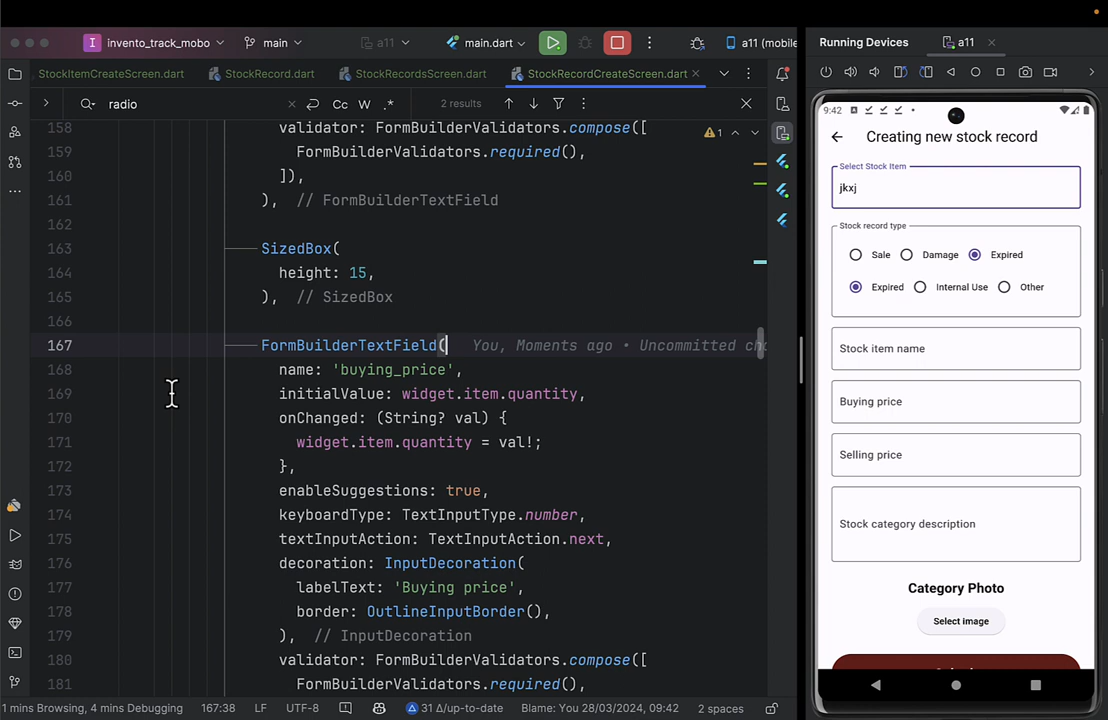 invento_track_mobo
main
a11
main.dart
a11 (mobile
Running Devices
a11
StockItemCreateScreen.dart
StockRecord.dart
StockRecordsScreen.dart
StockRecordCreateScreen.dart
radio
Cc
W
.*
2 results
158 validator: FormBuilderValidators.compose([
159 FormBuilderValidators.required(),
160 ]),
161 ), // FormBuilderTextField
162
163 SizedBox(
164 height: 15,
165 ), // SizedBox
166
167 FormBuilderTextField( You, Moments ago • Uncommitted cha
168 name: 'buying_price',
169 initialValue: widget.item.quantity,
170 onChanged: (String? val) {
171 widget.item.quantity = val!;
172 },
173 enableSuggestions: true,
174 keyboardType: TextInputType.number,
175 textInputAction: TextInputAction.next,
176 decoration: InputDecoration(
177 labelText: 'Buying price',
178 border: OutlineInputBorder(),
179 ), // InputDecoration
180 validator: FormBuilderValidators.compose([
181 FormBuilderValidators.required(),
1
1 mins Browsing, 4 mins Debugging
167:38
LF
UTF-8
31 Δ/up-to-date
Blame: You 28/03/2024, 09:42
2 spaces
9:42
Creating new stock record
Select Stock Item
jkxj
Stock record type
Sale
Damage
Expired
Expired
Internal Use
Other
Stock item name
Buying price
Selling price
Stock category description
Category Photo
Select image